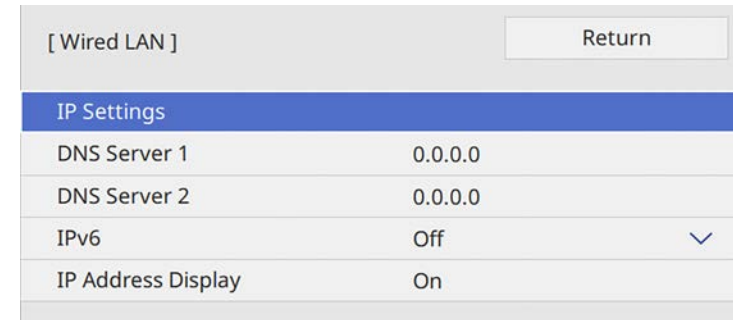 [ Wired LAN ] Return
IP Settings
DNS Server 1 0.0.0.0
DNS Server 2 0.0.0.0
IPv6 Off
IP Address Display On